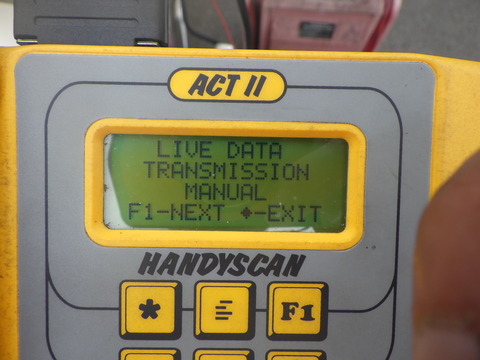 ACT II
LIVE DATA
TRANSMISSION
MANUAL
F1-NEXT *-EXIT
HANDYSCAN
* F1